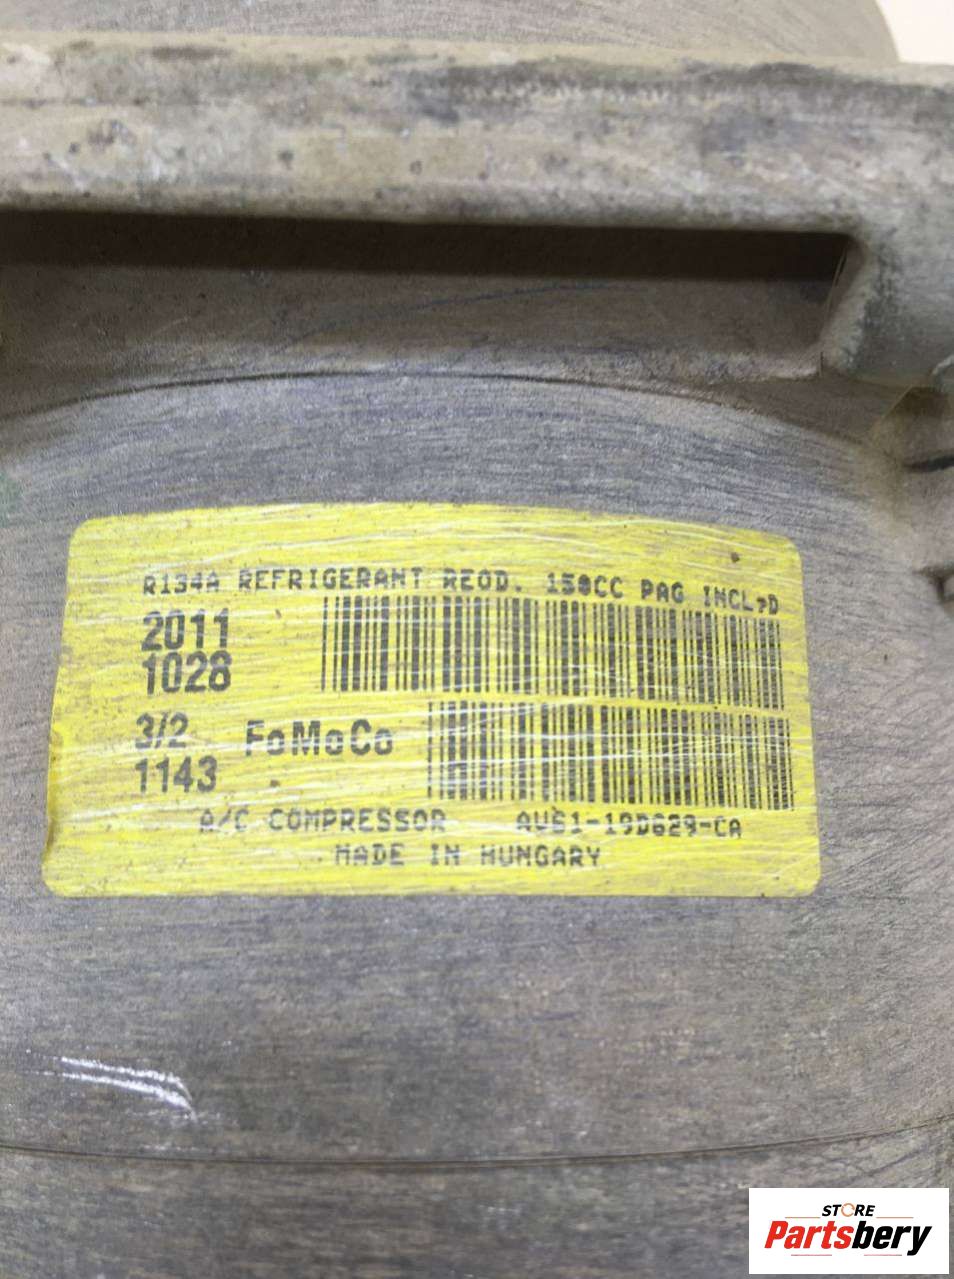 R134A REFRIGERANT REQD. 150CC PAG INCL'D
2011
1028
3/2
FoMoCo
1143
A/C COMPRESSOR AV61-19D629-CA
MADE IN HUNGARY
STORE
Partsbery